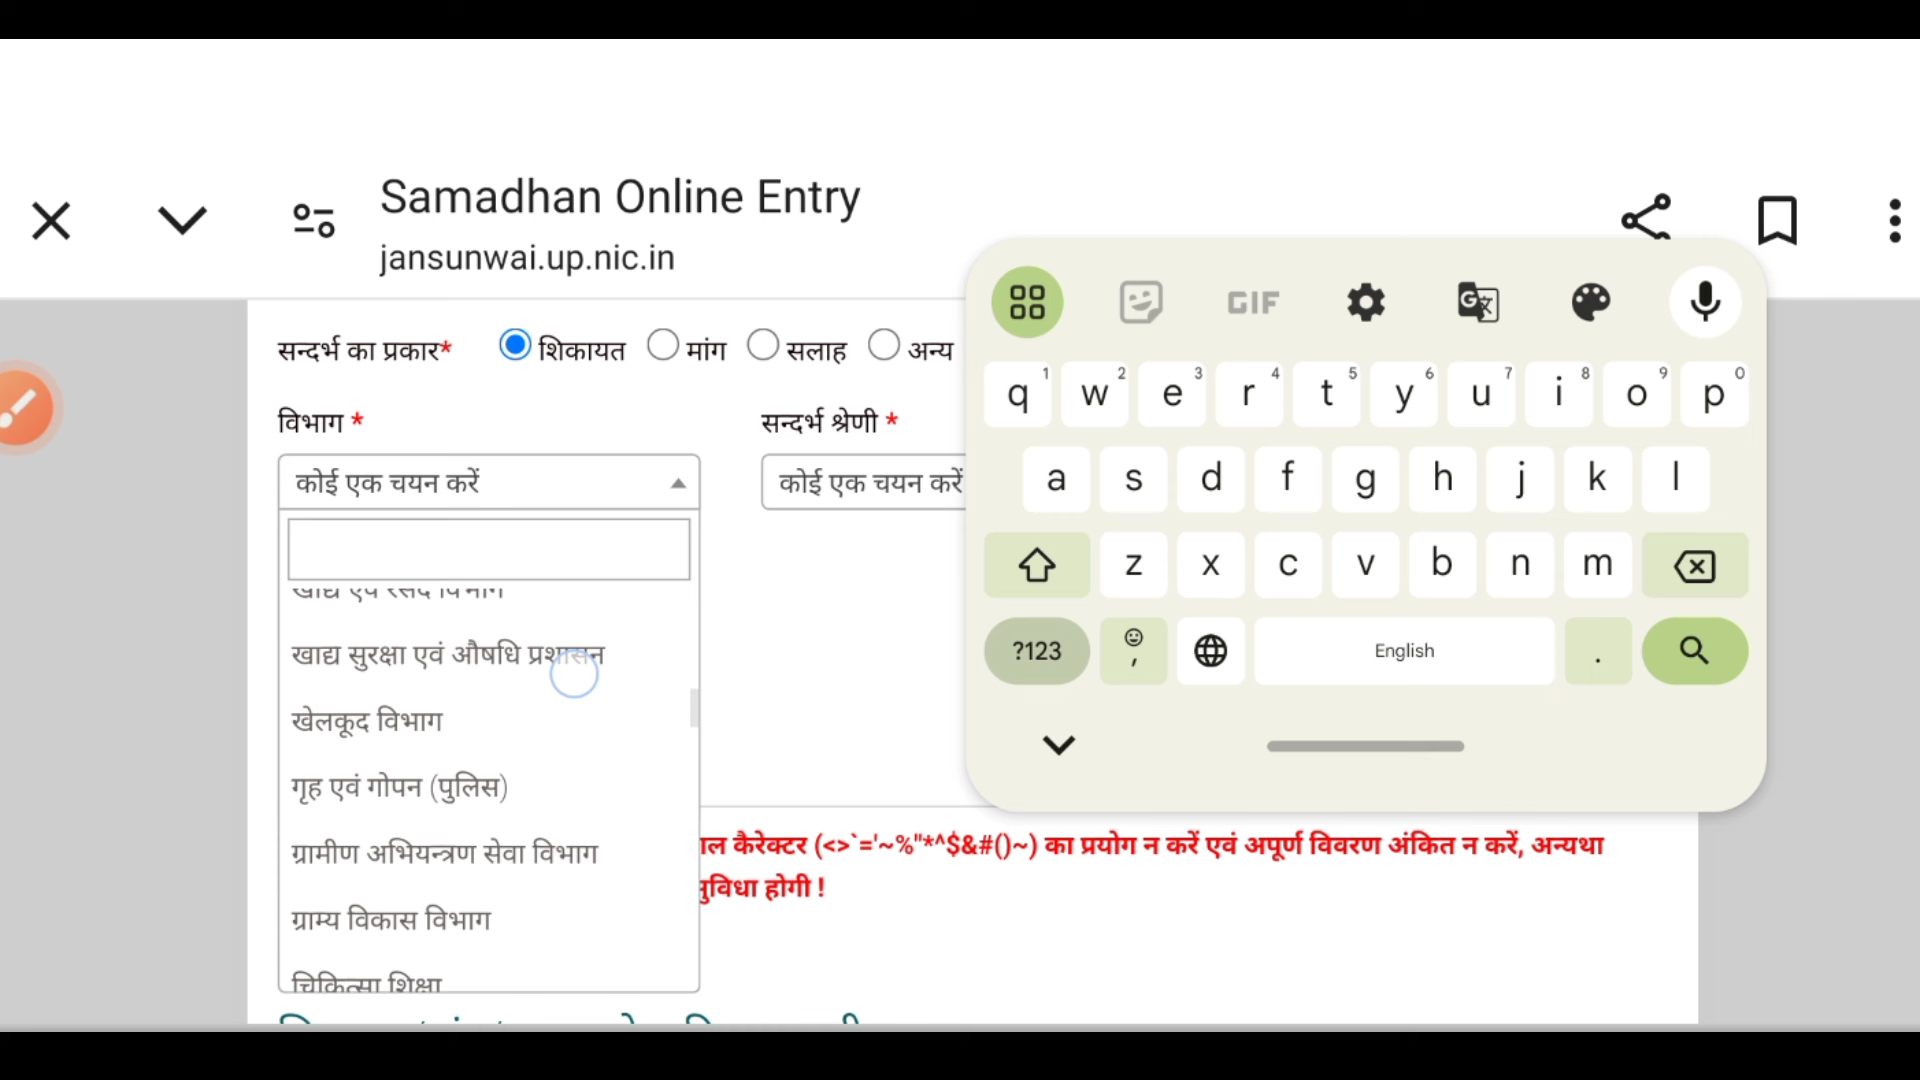 Samadhan Online Entry
jansunwai.up.nic.in
सन्दर्भ का प्रकार* शिकायत मांग सलाह अन्य
विभाग * सन्दर्भ श्रेणी *
कोई एक चयन करें कोई एक चयन करें
खाद्य एवं रसद विभाग
खाद्य सुरक्षा एवं औषधि प्रशासन
खेलकूद विभाग
गृह एवं गोपन (पुलिस)
ग्रामीण अभियन्त्रण सेवा विभाग
ग्राम्य विकास विभाग
चिकित्सा शिक्षा
कैरेक्टर (<>`='~%"*^$&#()~) का प्रयोग न करें एवं अपूर्ण विवरण अंकित न करें, अन्यथा
होगी !
GIF
q 1 w 2 e 3 r 4 t 5 y 6 u 7 i 8 o 9 p 0
a s d f g h j k l
z x c v b n m
?123 , English .